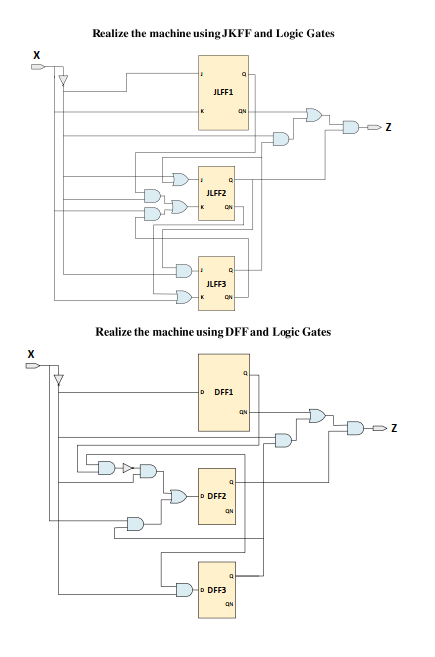 Realize the machine using JKFF and Logic Gates
X
J Q
JLFF1
K QN
Z
J Q
JLFF2
K QN
J Q
JLFF3
K QN
Realize the machine using DFF and Logic Gates
X
Q
D DFF1
QN
Z
Q
D DFF2
QN
Q
D DFF3
QN